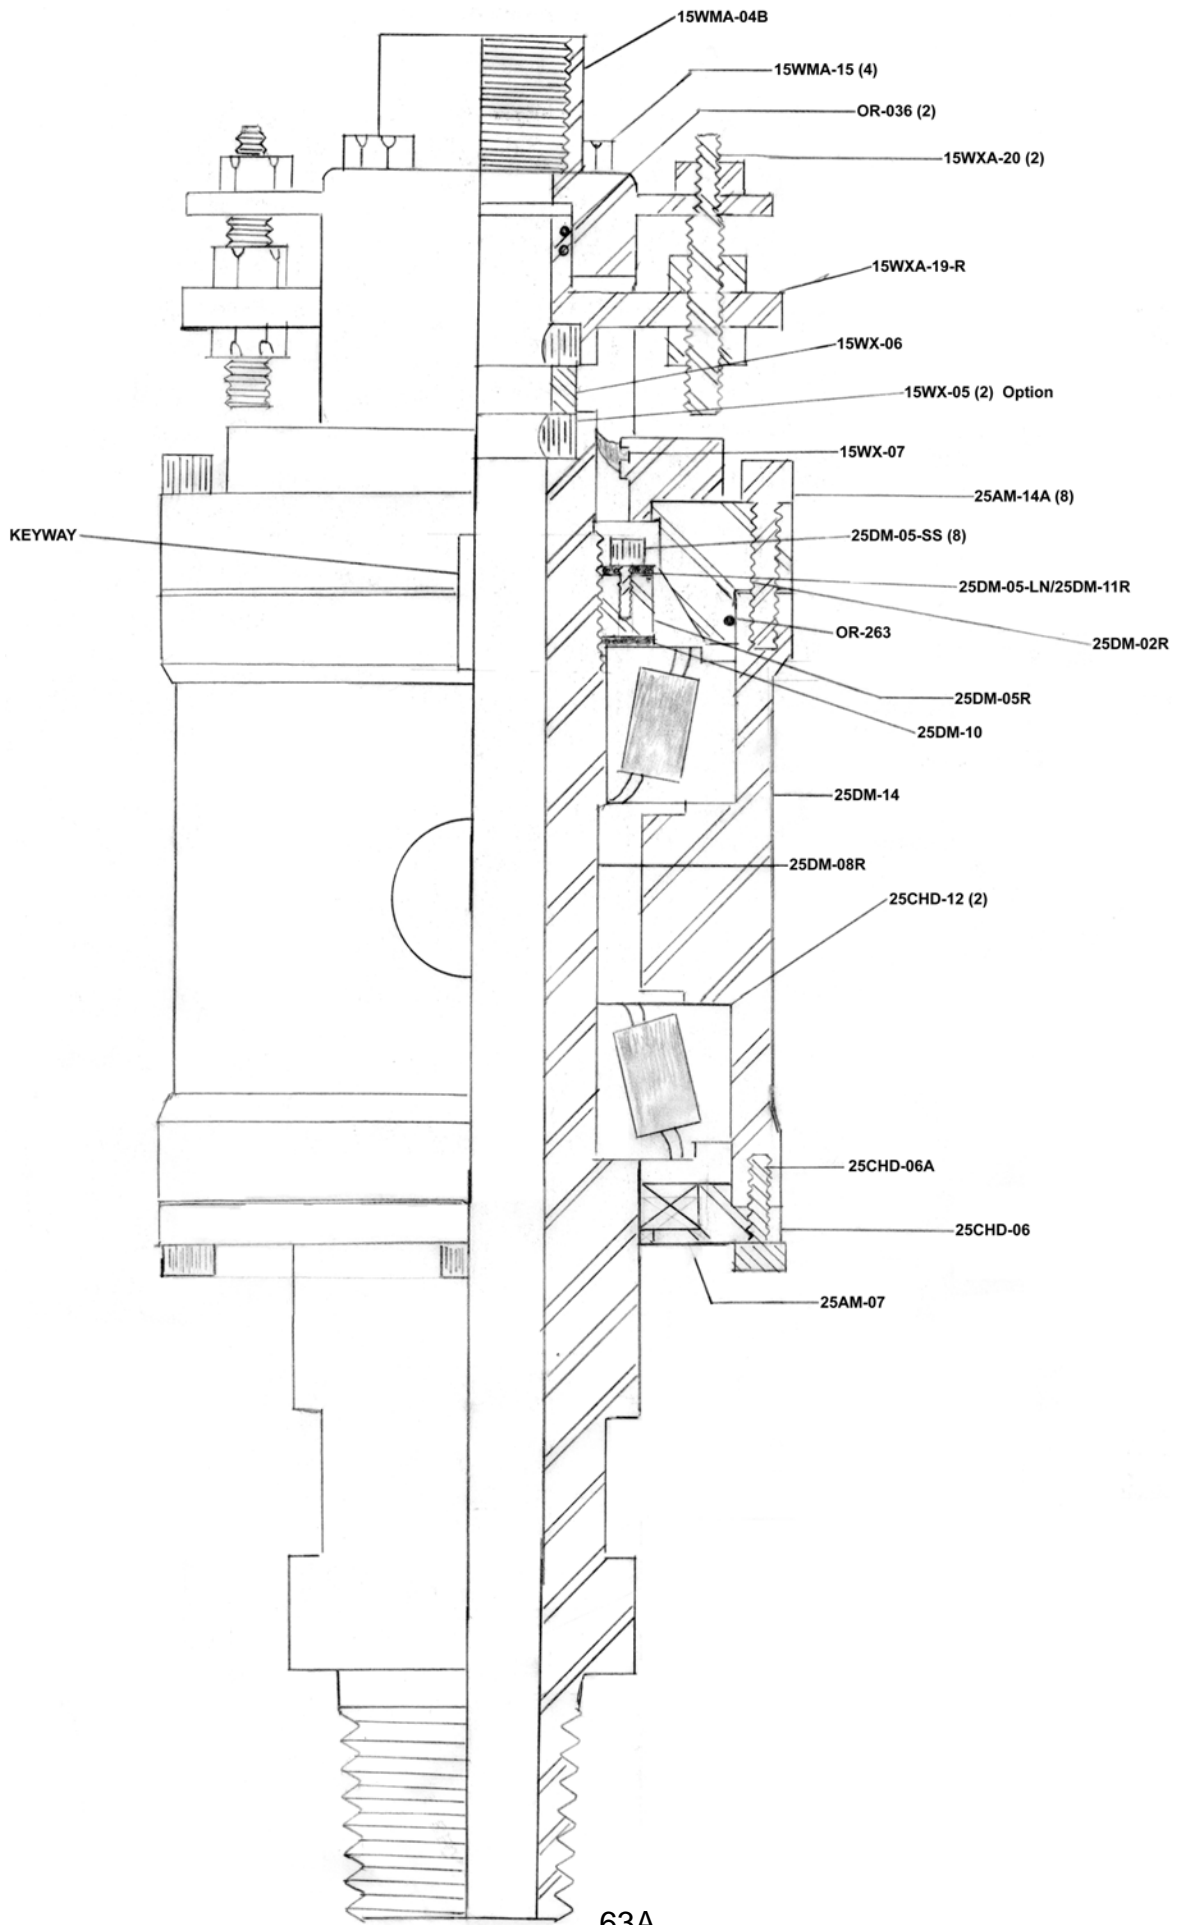 15WMA-04B
15WMA-15 (4)
OR-036 (2)
15WXA-20 (2)
15WXA-19-R
15WX-06
15WX-05 (2) Option
15WX-07
25AM-14A (8)
KEYWAY
25DM-05-SS (8)
25DM-05-LN/25DM-11R
OR-263
25DM-02R
25DM-05R
25DM-10
25DM-14
25DM-08R
25CHD-12 (2)
25CHD-06A
25CHD-06
25AM-07
63A